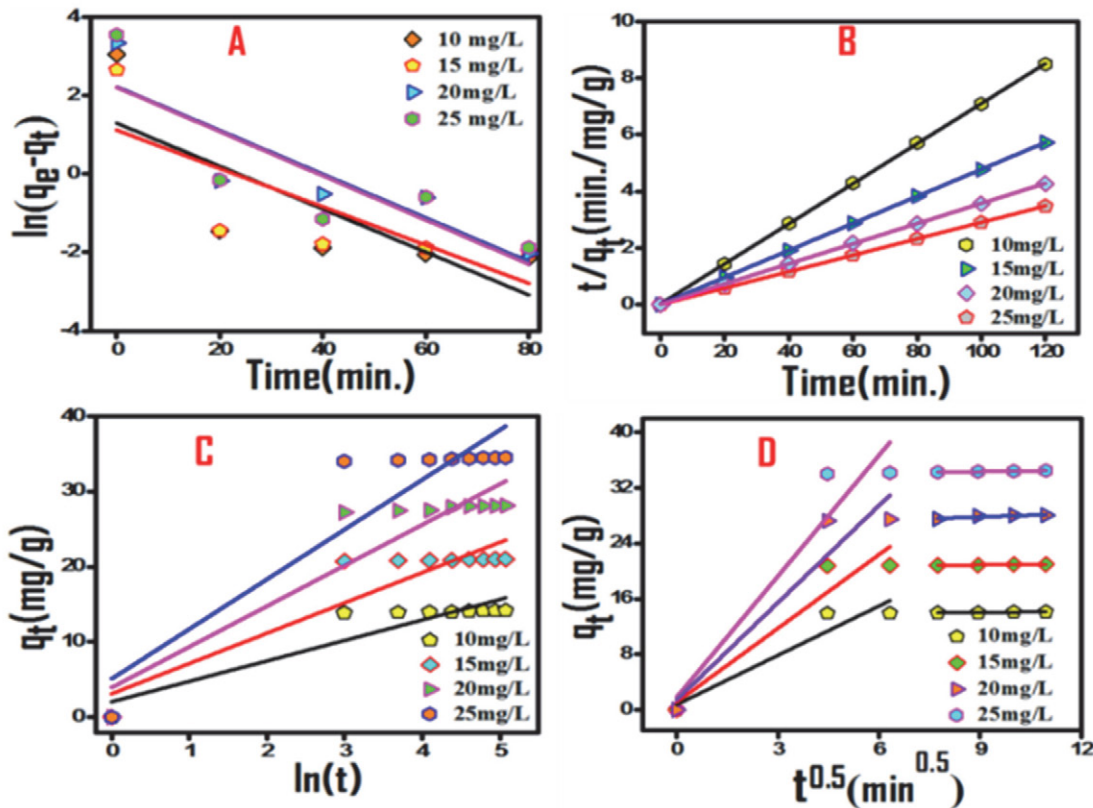 A
10 mg/L
15 mg/L
20mg/L
25 mg/L
ln(qe-qt)
4
2
0
-2
-4
0 20 40 60 80
Time(min.)
B
t/qt(min./mg/g)
10
8
6
4
2
0
10mg/L
15mg/L
20mg/L
25mg/L
0 20 40 60 80 100 120
Time(min.)
C
qt(mg/g)
40
30
20
10
0
10mg/L
15mg/L
20mg/L
25mg/L
0 1 2 3 4 5
ln(t)
D
qt(mg/g)
40
32
24
16
8
0
10mg/L
15mg/L
20mg/L
25mg/L
0 3 6 9 12
t0.5(min0.5)